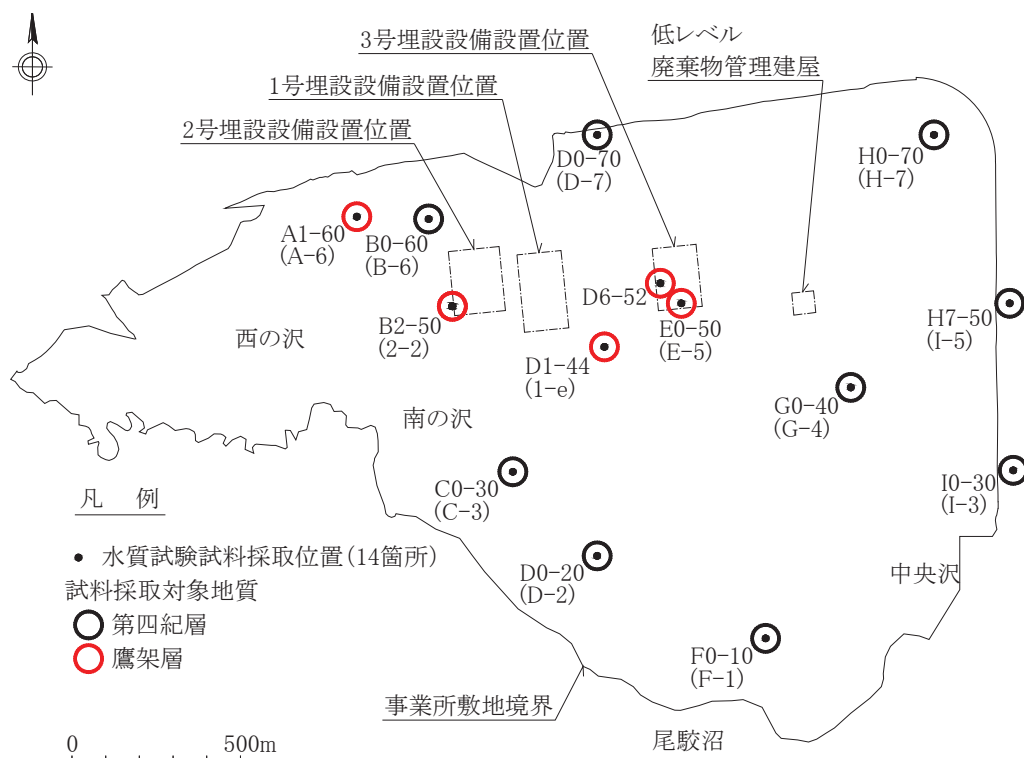 3号埋設設備設置位置
低レベル
廃棄物管理建屋
1号埋設設備設置位置
2号埋設設備設置位置
D0-70
(D-7)
H0-70
(H-7)
A1-60
(A-6)
B0-60
(B-6)
D6-52
B2-50
(2-2)
E0-50
(E-5)
H7-50
(I-5)
西の沢
D1-44
(1-e)
G0-40
(G-4)
南の沢
C0-30
(C-3)
I0-30
(I-3)
凡 例
水質試験試料採取位置(14箇所)
試料採取対象地質
第四紀層
鷹架層
D0-20
(D-2)
中央沢
F0-10
(F-1)
事業所敷地境界
尾駮沼
0 500m